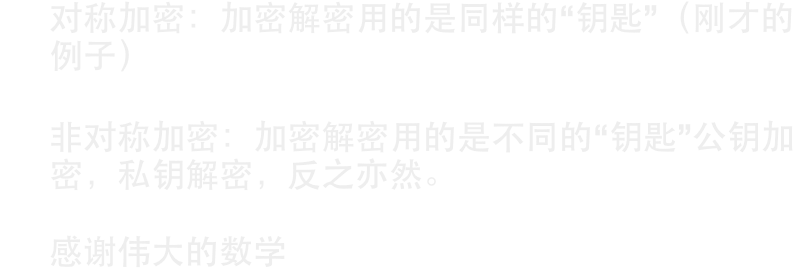 对称加密：加密解密用的是同样的“钥匙”（刚才的
例子）
非对称加密：加密解密用的是不同的“钥匙”公钥加
密，私钥解密，反之亦然。
感谢伟大的数学